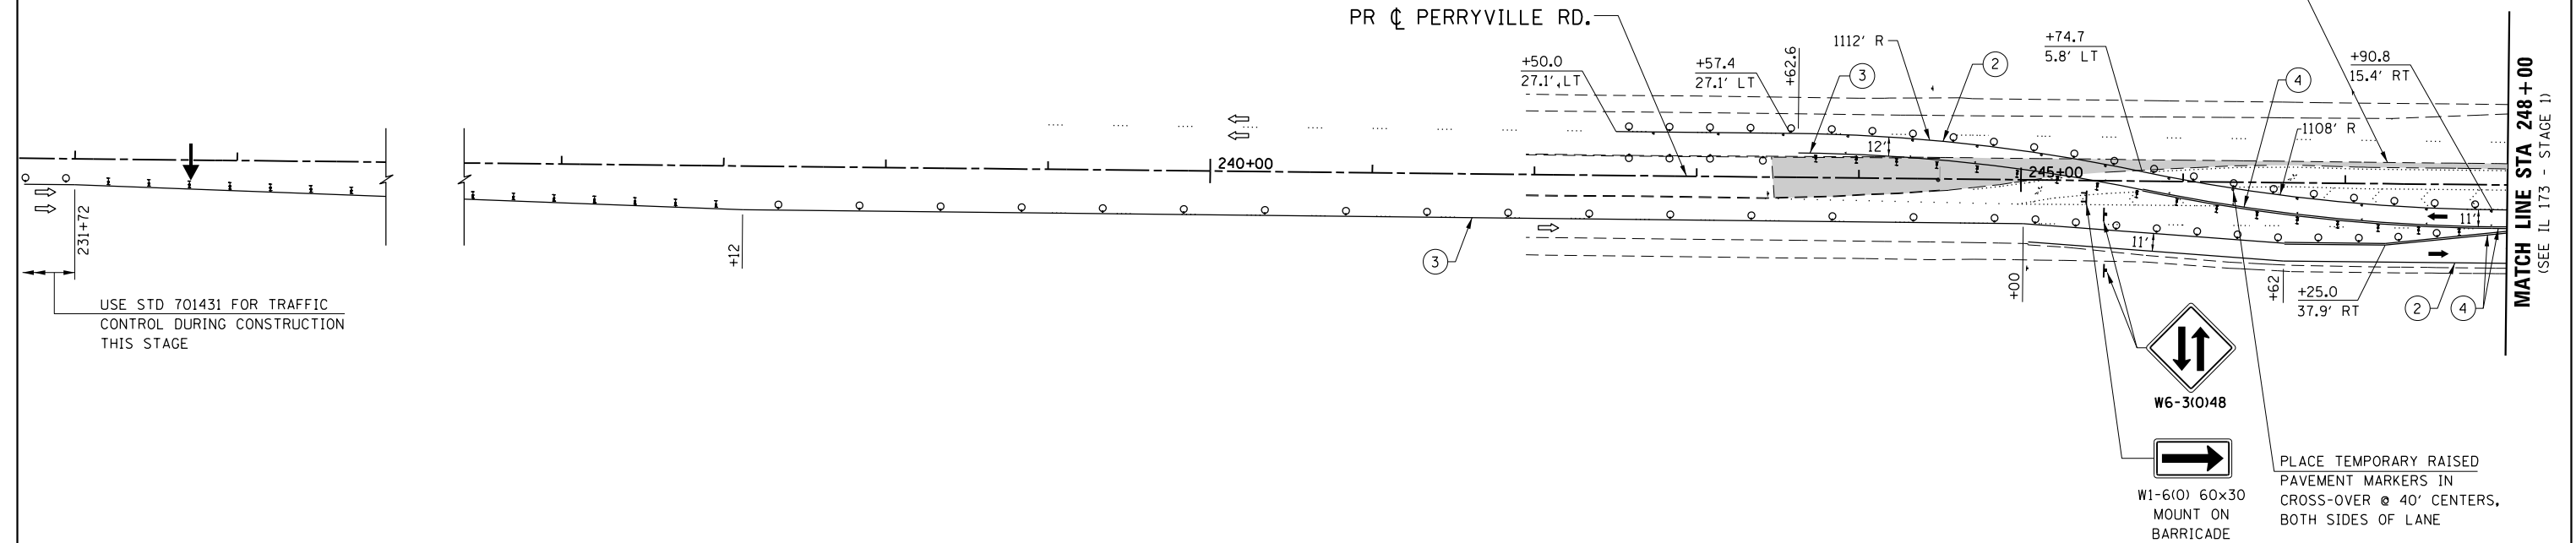 PR ℄ PERRYVILLE RD.
+50.0
27.1' LT
+57.4
27.1' LT
+62.6
1112' R
3
2
+74.7
5.8' LT
4
+90.8
15.4' RT
1108' R
12'
240+00
245+00
11'
11'
MATCH LINE STA 248+00
(SEE IL 173 - STAGE 1)
231+72
+12
3
+00
+62
+25.0
37.9' RT
2
4
USE STD 701431 FOR TRAFFIC
CONTROL DURING CONSTRUCTION
THIS STAGE
W6-3(O)48
W1-6(O) 60x30
MOUNT ON
BARRICADE
PLACE TEMPORARY RAISED
PAVEMENT MARKERS IN
CROSS-OVER @ 40' CENTERS,
BOTH SIDES OF LANE